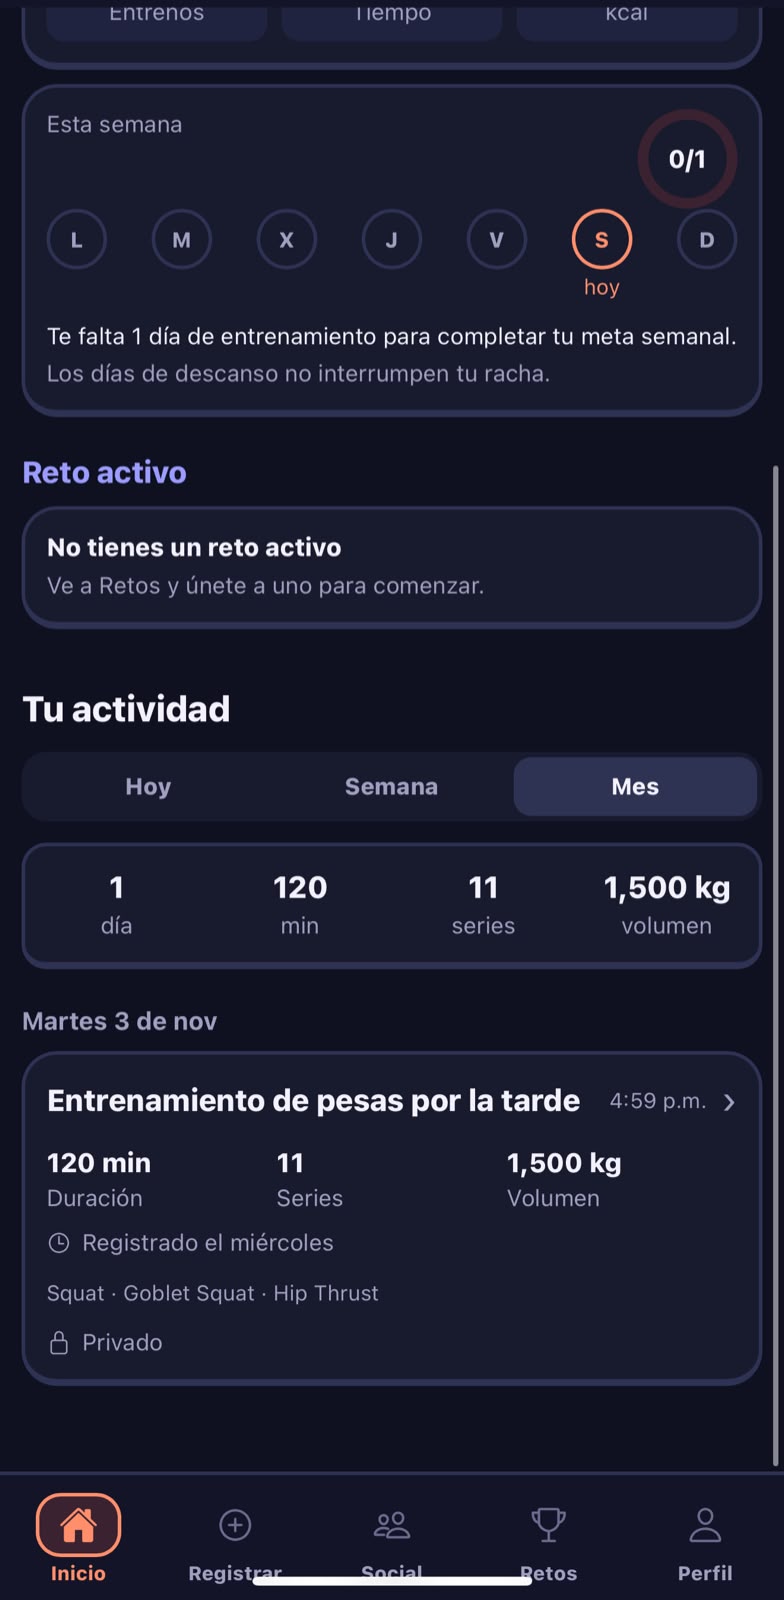 Entrenos
Tiempo
kcal
Esta semana
0/1
L M X J V S D
hoy
Te falta 1 día de entrenamiento para completar tu meta semanal.
Los días de descanso no interrumpen tu racha.
Reto activo
No tienes un reto activo
Ve a Retos y únete a uno para comenzar.
Tu actividad
Hoy Semana Mes
1 120 11 1,500 kg
día min series volumen
Martes 3 de nov
Entrenamiento de pesas por la tarde 4:59 p.m.
120 min 11 1,500 kg
Duración Series Volumen
Registrado el miércoles
Squat · Goblet Squat · Hip Thrust
Privado
Inicio Registrar Social Retos Perfil